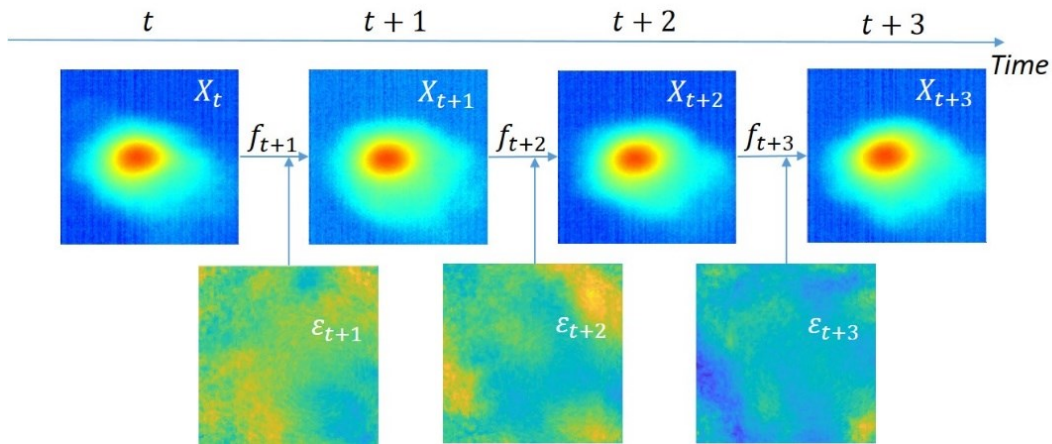 t t + 1 t + 2 t + 3
Time
X_t X_{t+1} X_{t+2} X_{t+3}
f_{t+1} f_{t+2} f_{t+3}
ε_{t+1} ε_{t+2} ε_{t+3}